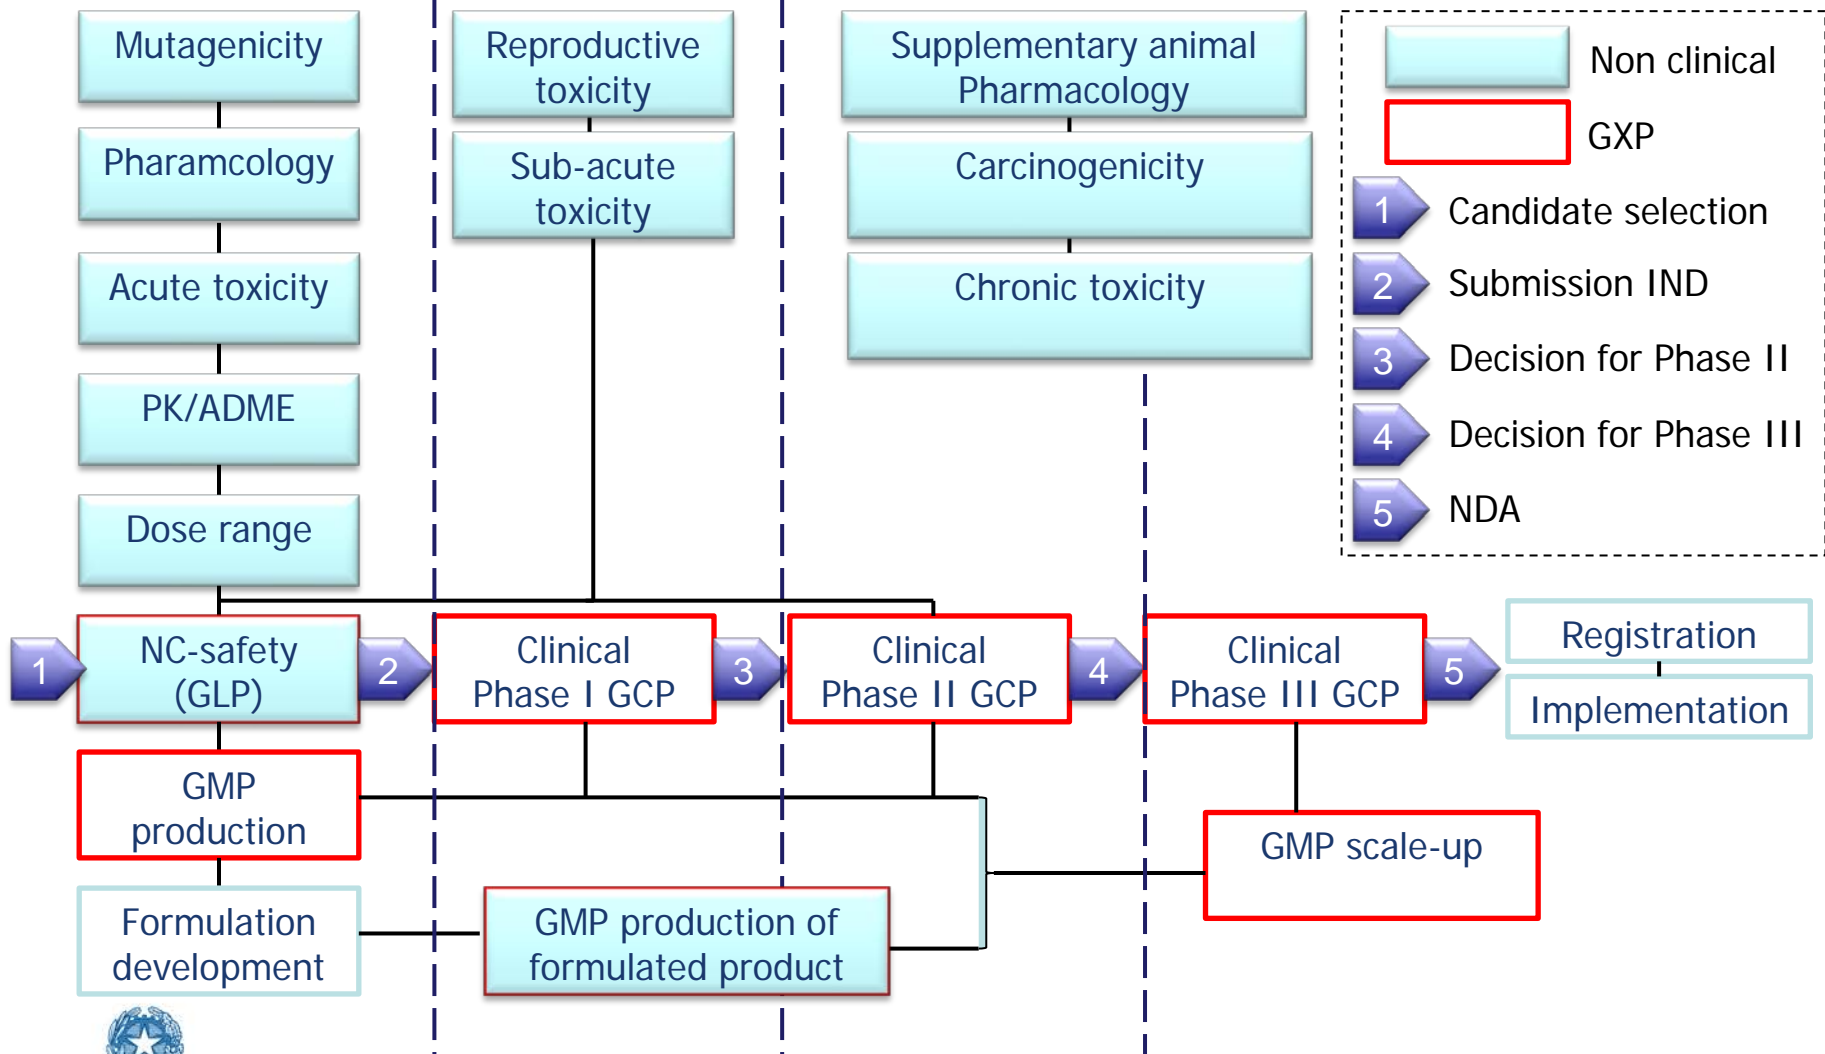 Mutagenicity
Pharamcology
Acute toxicity
PK/ADME
Dose range
Reproductive
toxicity
Sub-acute
toxicity
Supplementary animal
Pharmacology
Carcinogenicity
Chronic toxicity
Non clinical
GXP
1 Candidate selection
2 Submission IND
3 Decision for Phase II
4 Decision for Phase III
5 NDA
1
NC-safety
(GLP)
2
Clinical
Phase I GCP
3
Clinical
Phase II GCP
4
Clinical
Phase III GCP
5
Registration
Implementation
GMP
production
GMP scale-up
Formulation
development
GMP production of
formulated product